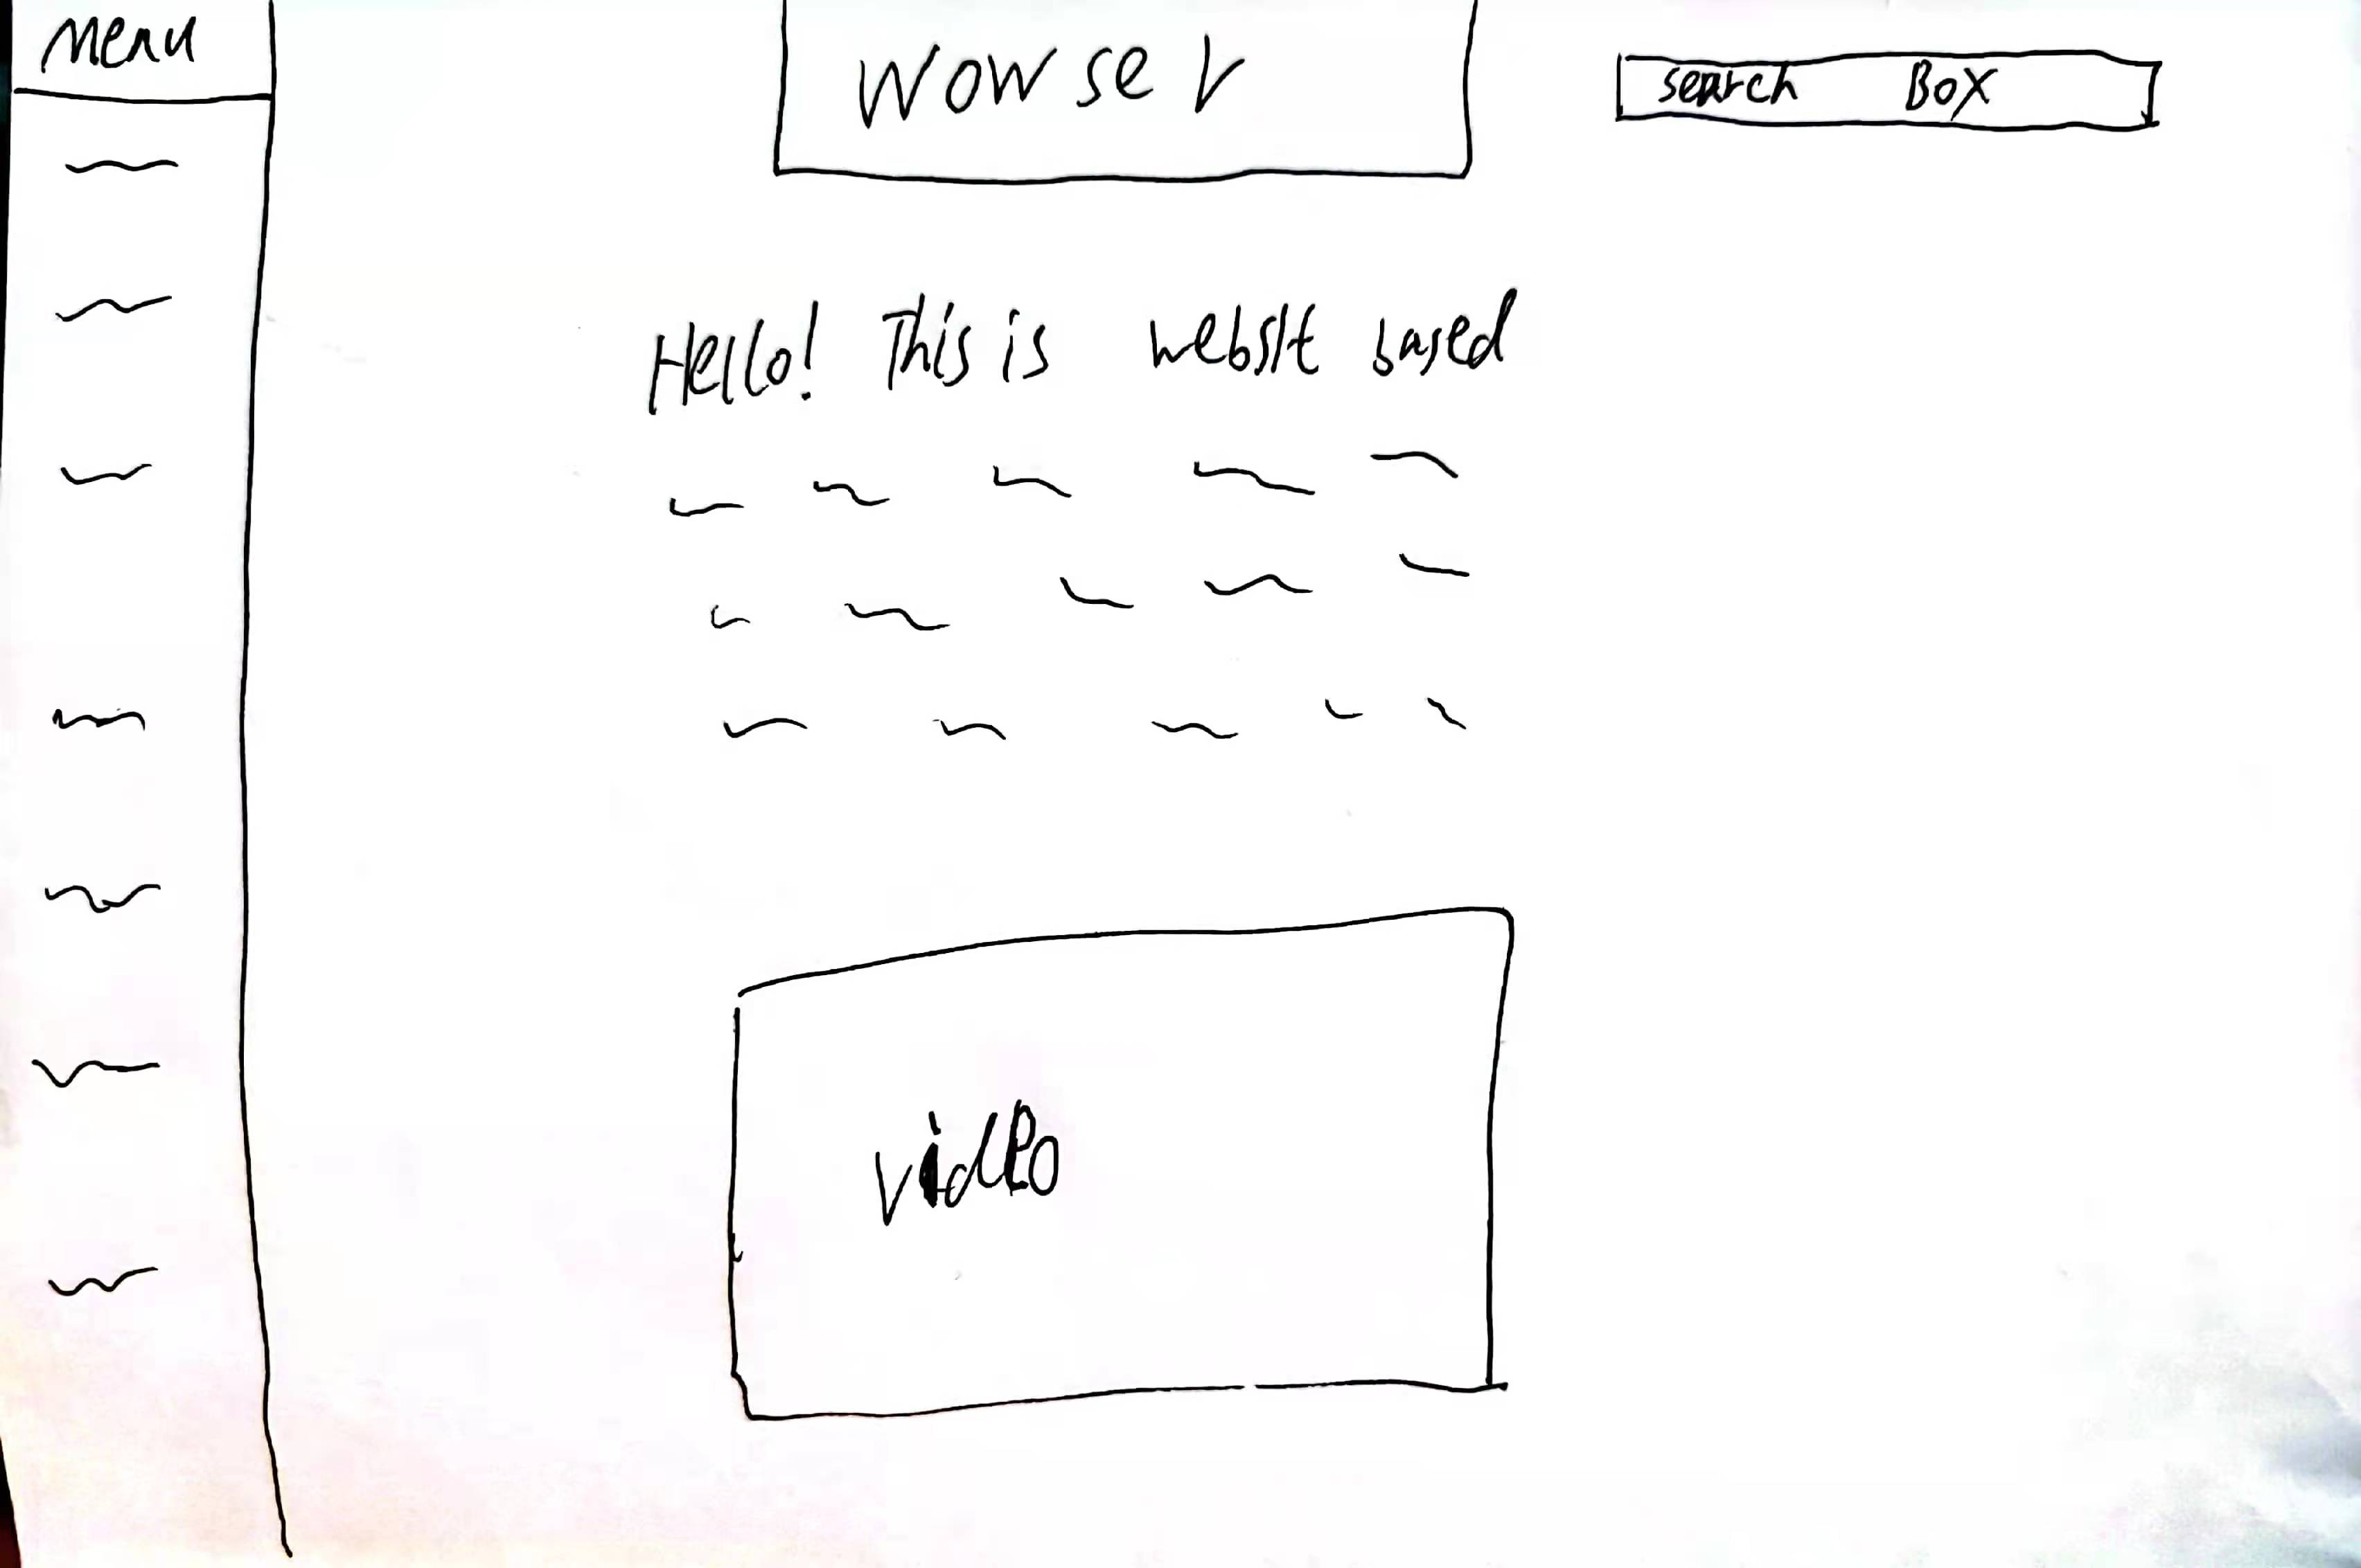 Menu
Wowser
search Box
Hello! This is websit based
video